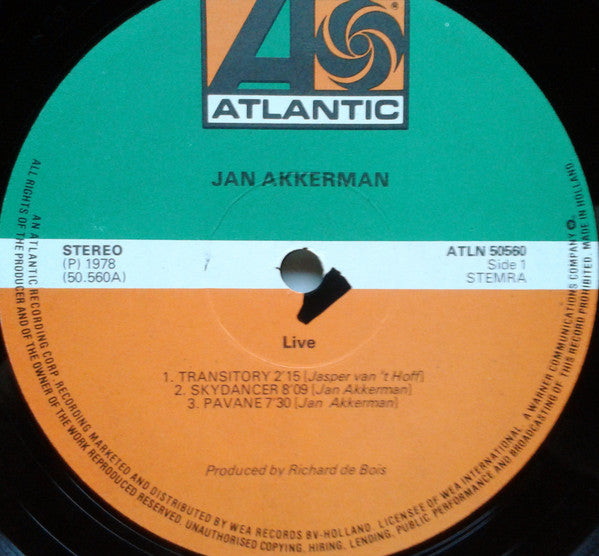 A
®
ATLANTIC
JAN AKKERMAN
STEREO
(P) 1978
(50.560A)
ATLN 50560
Side 1
STEMRA
Live
1. TRANSITORY 2'15 (Jasper van 't Hoff)
2. SKYDANCER 8'09 (Jan Akkerman)
3. PAVANE 7'30 (Jan Akkerman)
Produced by Richard de Bois
AN ATLANTIC RECORDING CORP. RECORDING MARKETED AND DISTRIBUTED BY WEA RECORDS BV-HOLLAND. LICENSEE OF WEA INTERNATIONAL. A WARNER COMMUNICATIONS COMPANY
ALL RIGHTS OF THE PRODUCER AND OF THE OWNER OF THE WORK REPRODUCED RESERVED. UNAUTHORISED COPYING, HIRING, LENDING, PUBLIC PERFORMANCE AND BROADCASTING OF THIS RECORD PROHIBITED. MADE IN HOLLAND